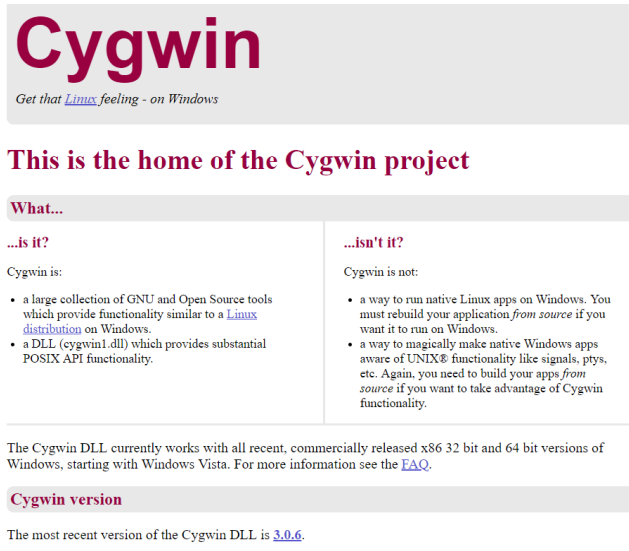 Cygwin
Get that Linux feeling - on Windows
This is the home of the Cygwin project
What...
...is it?
Cygwin is:
• a large collection of GNU and Open Source tools
which provide functionality similar to a Linux
distribution on Windows.
• a DLL (cygwin1.dll) which provides substantial
POSIX API functionality.
...isn't it?
Cygwin is not:
• a way to run native Linux apps on Windows. You
must rebuild your application from source if you
want it to run on Windows.
• a way to magically make native Windows apps
aware of UNIX® functionality like signals, ptys,
etc. Again, you need to build your apps from
source if you want to take advantage of Cygwin
functionality.
The Cygwin DLL currently works with all recent, commercially released x86 32 bit and 64 bit versions of
Windows, starting with Windows Vista. For more information see the FAQ.
Cygwin version
The most recent version of the Cygwin DLL is 3.0.6.